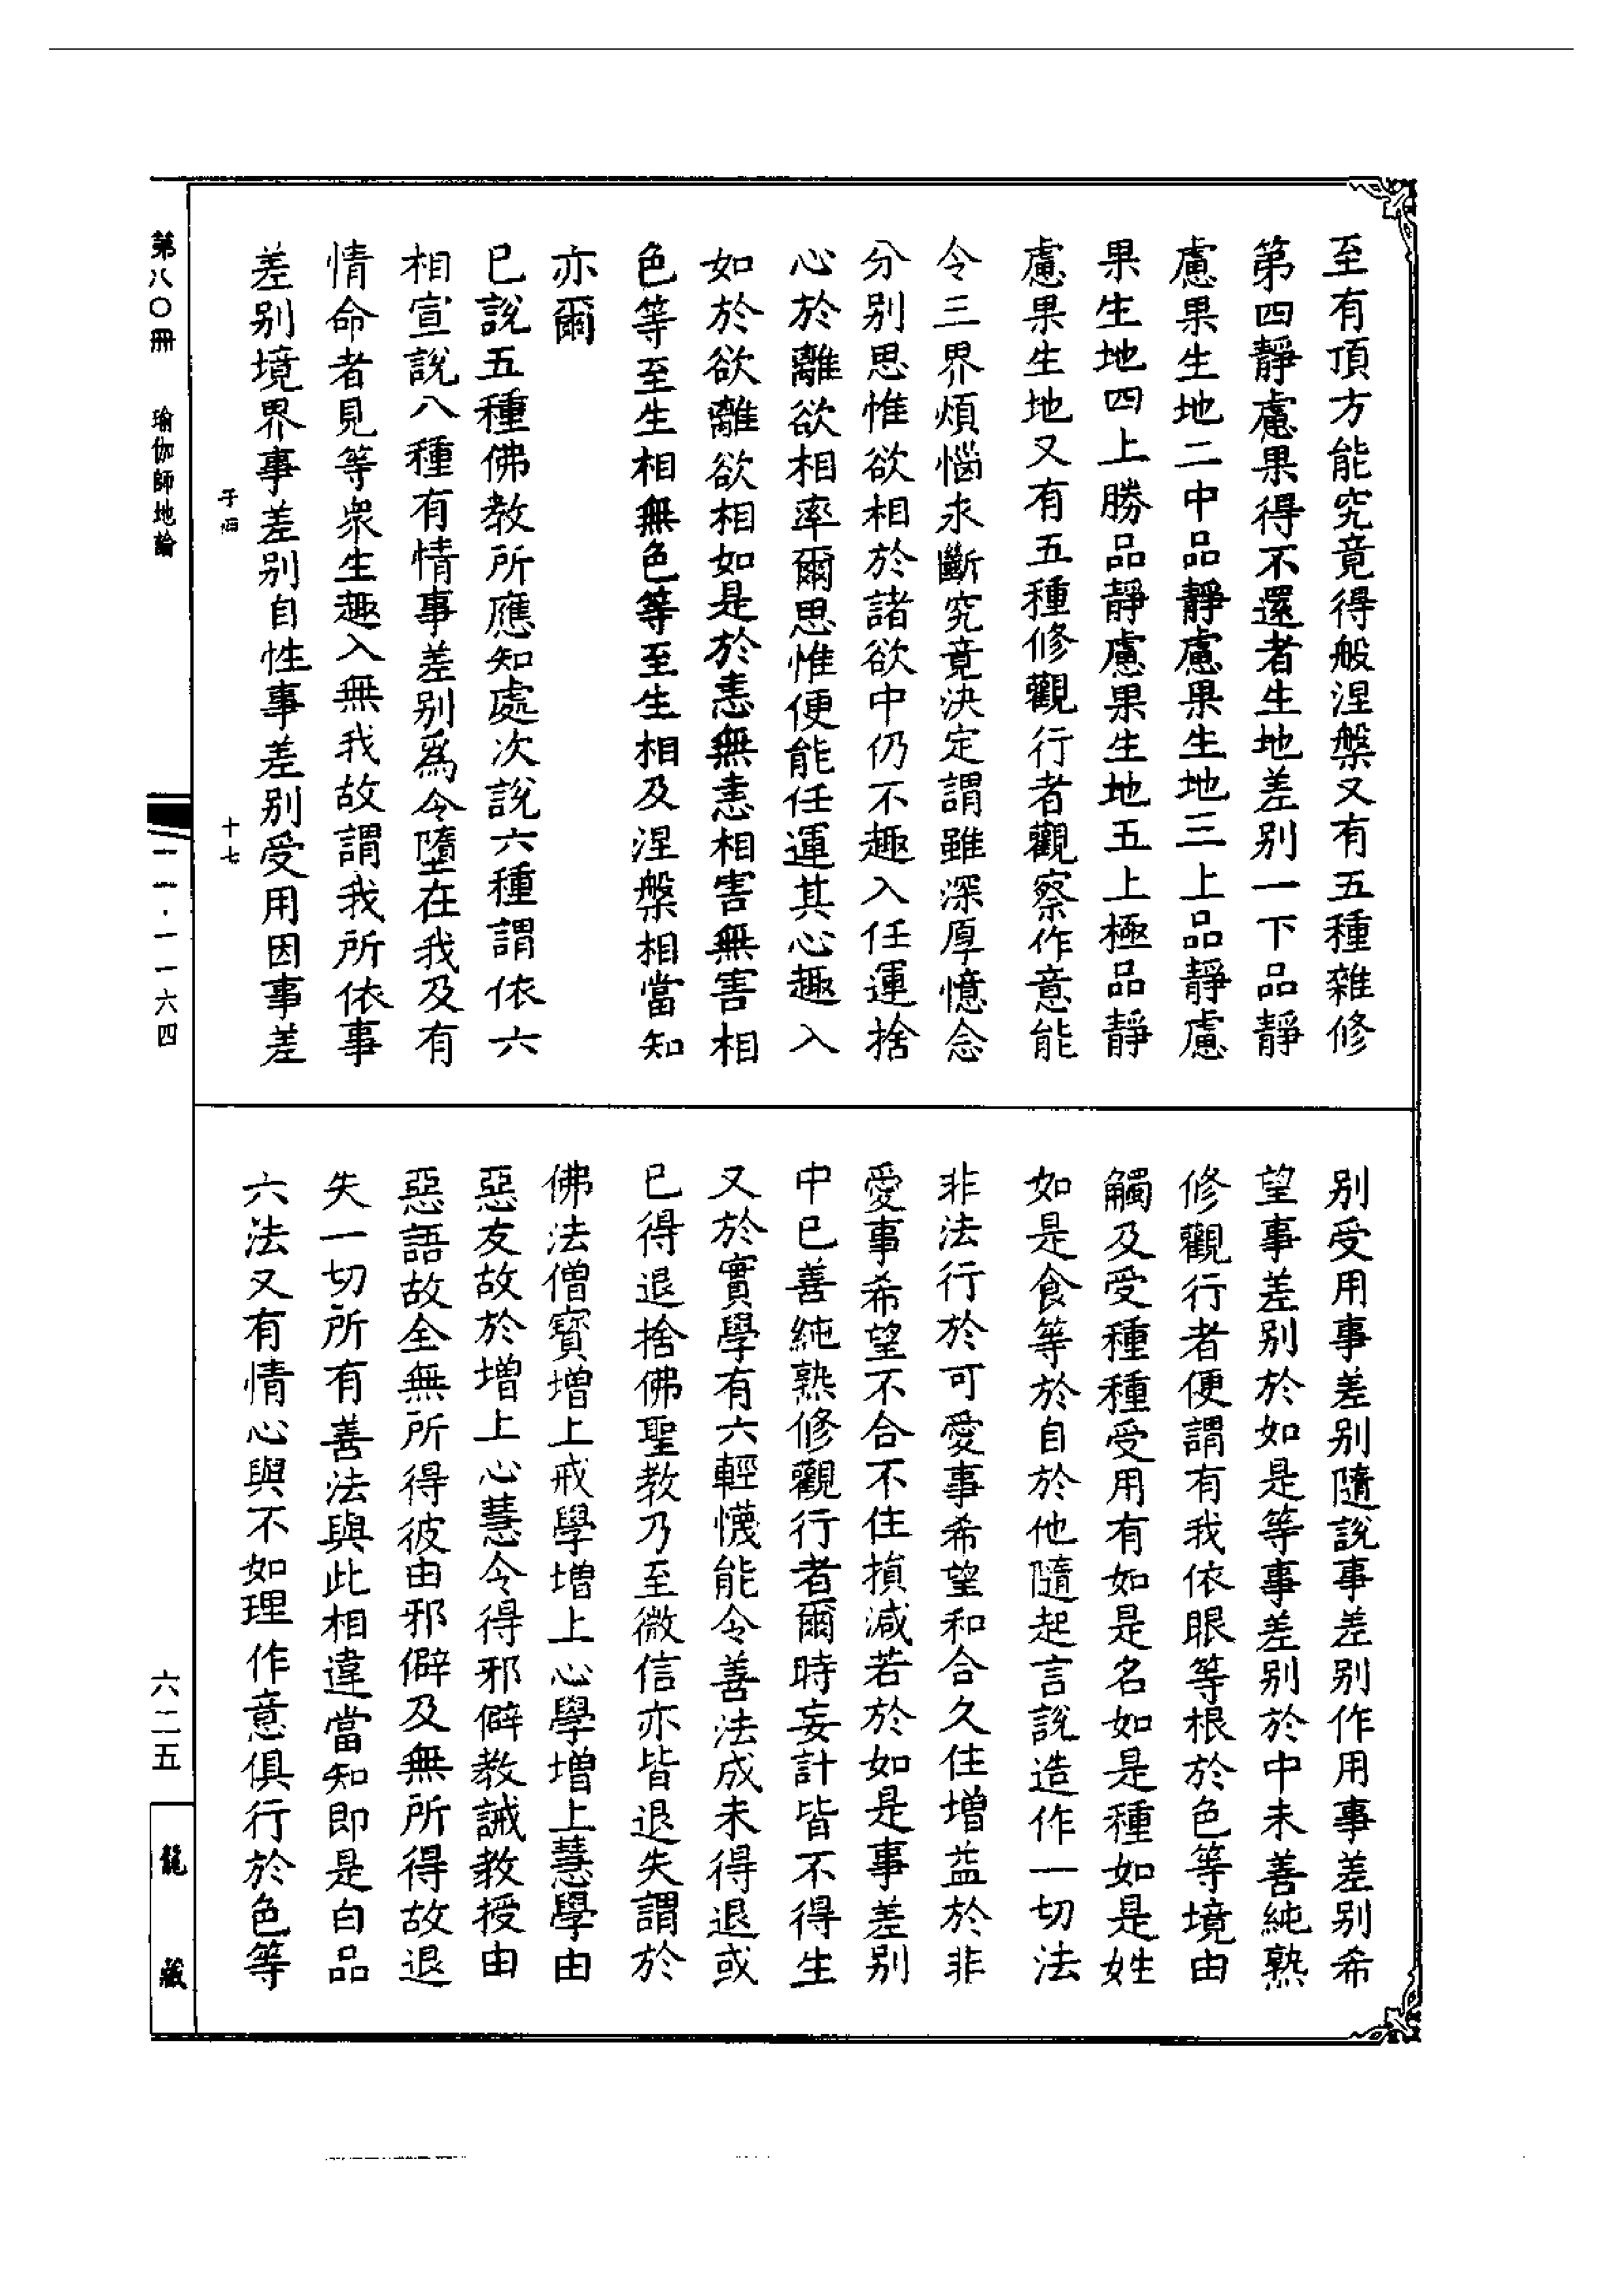 至有頂方能究竟得般涅槃又有五種雜修
第四靜慮果得不還者生地差别一下品靜
慮果生地二中品靜慮果生地三上品靜慮
果生地四上勝品靜慮果生地五上極品靜
慮果生地又有五種修觀行者觀察作意能
令三界煩惱永斷究竟決定謂雖深厚憶念
分别思惟欲相於諸欲中仍不趣入任運捨
心於離欲相率爾思惟便能任運其心趣入
如於欲離欲相如是於恚無恚相害無害相
色等至生相無色等至生相及涅槃相當知
亦爾
已說五種佛教所應知處次說六種謂依六
相宣說八種有情事差别爲令墮在我及有
情命者見等衆生趣入無我故謂我所依事
差别境界事差别自性事差别受用因事差
别受用事差别隨說事差别作用事差别希
望事差别於如是等事差别於中未善純熟
修觀行者便謂有我依眼等根於色等境由
觸及受種種受用有如是名如是種如是姓
如是食等於自於他隨起言說造作一切法
非法行於可愛事希望和合久住增益於非
愛事希望不合不住損減若於如是事差别
中已善純熟修觀行者爾時妄計皆不得生
又於實學有六輕懱能令善法成未得退或
已得退捨佛聖教乃至微信亦皆退失謂於
佛法僧寳增上戒學增上心學增上慧學由
惡友故於增上心慧令得邪僻教誡教授由
惡語故全無所得彼由邪僻及無所得故退
失一切所有善法與此相違當知即是白品
六法又有情心與不如理作意俱行於色等
第八〇冊　瑜伽師地論
十七
一一·一一六四
六二五
龍藏